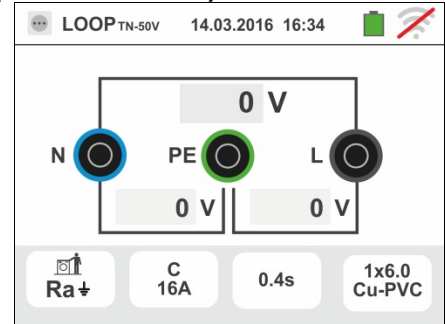 LOOP TN-50V 14.03.2016 16:34
0 V
N PE L
0 V 0 V
Ra C 0.4s 1x6.0
16A Cu-PVC